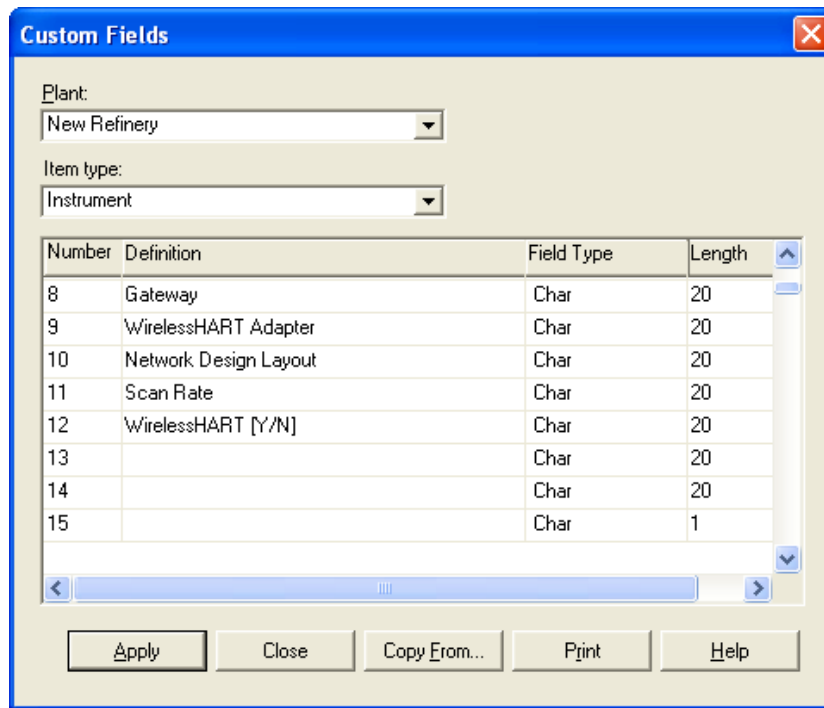 Custom Fields
Plant:
New Refinery
Item type:
Instrument
Number Definition Field Type Length
8 Gateway Char 20
9 WirelessHART Adapter Char 20
10 Network Design Layout Char 20
11 Scan Rate Char 20
12 WirelessHART [Y/N] Char 20
13 Char 20
14 Char 20
15 Char 1
Apply Close Copy From... Print Help